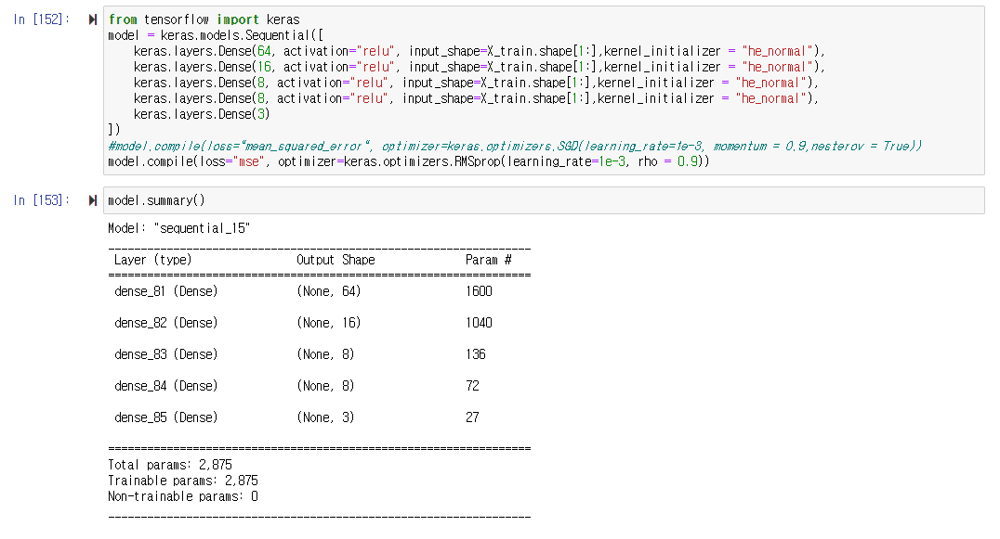 In [152]:
from tensorflow import keras
model = keras.models.Sequential([
    keras.layers.Dense(64, activation="relu", input_shape=X_train.shape[1:],kernel_initializer = "he_normal"),
    keras.layers.Dense(16, activation="relu", input_shape=X_train.shape[1:],kernel_initializer = "he_normal"),
    keras.layers.Dense(8, activation="relu", input_shape=X_train.shape[1:],kernel_initializer = "he_normal"),
    keras.layers.Dense(8, activation="relu", input_shape=X_train.shape[1:],kernel_initializer = "he_normal"),
    keras.layers.Dense(3)
])
#model.compile(loss="mean_squared_error", optimizer=keras.optimizers.SGD(learning_rate=1e-3, momentum = 0.9,nesterov = True))
model.compile(loss="mse", optimizer=keras.optimizers.RMSprop(learning_rate=1e-3, rho = 0.9))
In [153]:
model.summary()
Model: "sequential_15"
_________________________________________________________________
Layer (type) Output Shape Param #
=================================================================
dense_81 (Dense) (None, 64) 1600
dense_82 (Dense) (None, 16) 1040
dense_83 (Dense) (None, 8) 136
dense_84 (Dense) (None, 8) 72
dense_85 (Dense) (None, 3) 27
=================================================================
Total params: 2,875
Trainable params: 2,875
Non-trainable params: 0
_________________________________________________________________